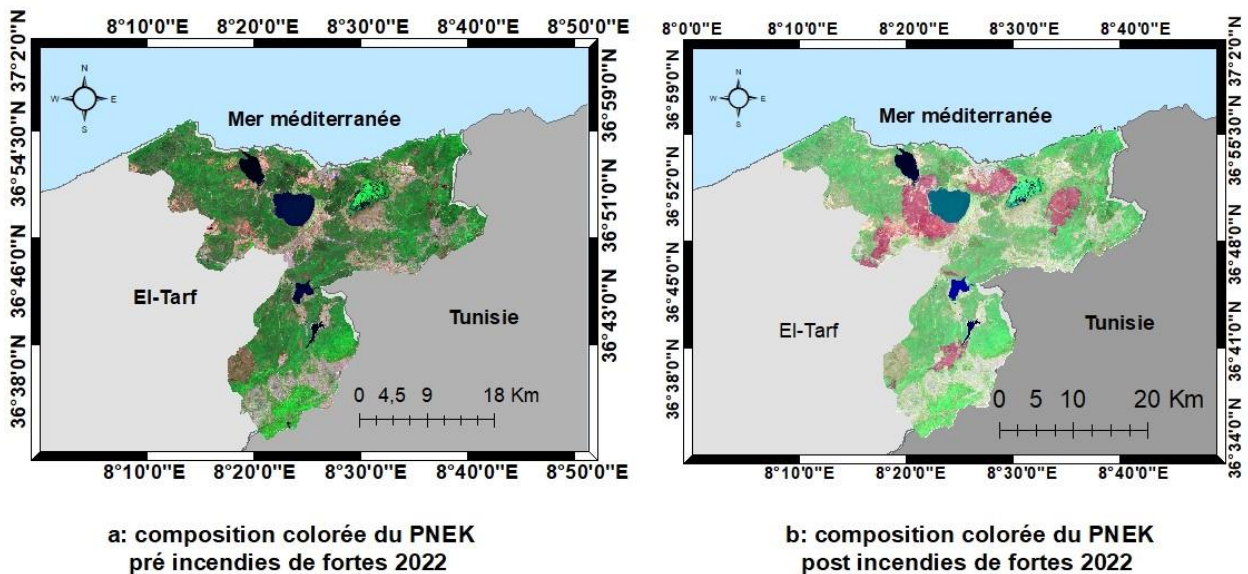 8°10'0"E 8°20'0"E 8°30'0"E 8°40'0"E 8°50'0"E
37°2'0"N
36°59'0"N
36°54'30"N
36°51'0"N
36°46'0"N
36°43'0"N
36°38'0"N
N
W E
S
Mer méditerranée
El-Tarf
Tunisie
0 4,5 9 18 Km
8°10'0"E 8°20'0"E 8°30'0"E 8°40'0"E 8°50'0"E
a: composition colorée du PNEK
pré incendies de fortes 2022
8°00'0"E 8°10'0"E 8°20'0"E 8°30'0"E 8°40'0"E
37°2'0"N
36°59'0"N
36°55'30"N
36°52'0"N
36°48'0"N
36°45'0"N
36°41'0"N
36°38'0"N
36°34'0"N
N
W E
S
Mer méditerranée
El-Tarf
Tunisie
0 5 10 20 Km
8°10'0"E 8°20'0"E 8°30'0"E 8°40'0"E
b: composition colorée du PNEK
post incendies de fortes 2022